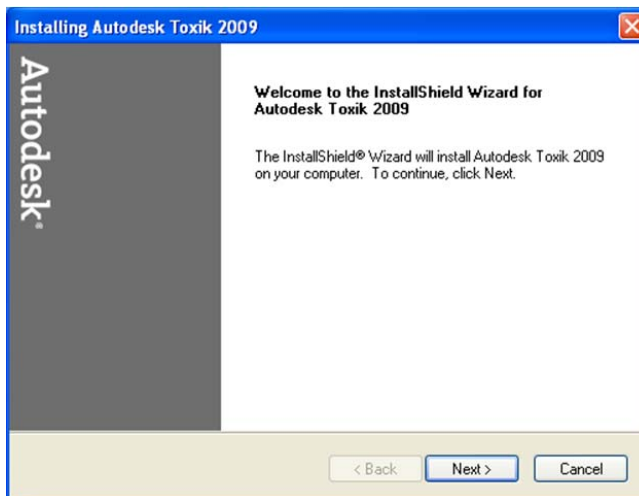 Installing Autodesk Toxik 2009
Autodesk®
Welcome to the InstallShield Wizard for
Autodesk Toxik 2009
The InstallShield® Wizard will install Autodesk Toxik 2009
on your computer. To continue, click Next.
< Back Next > Cancel